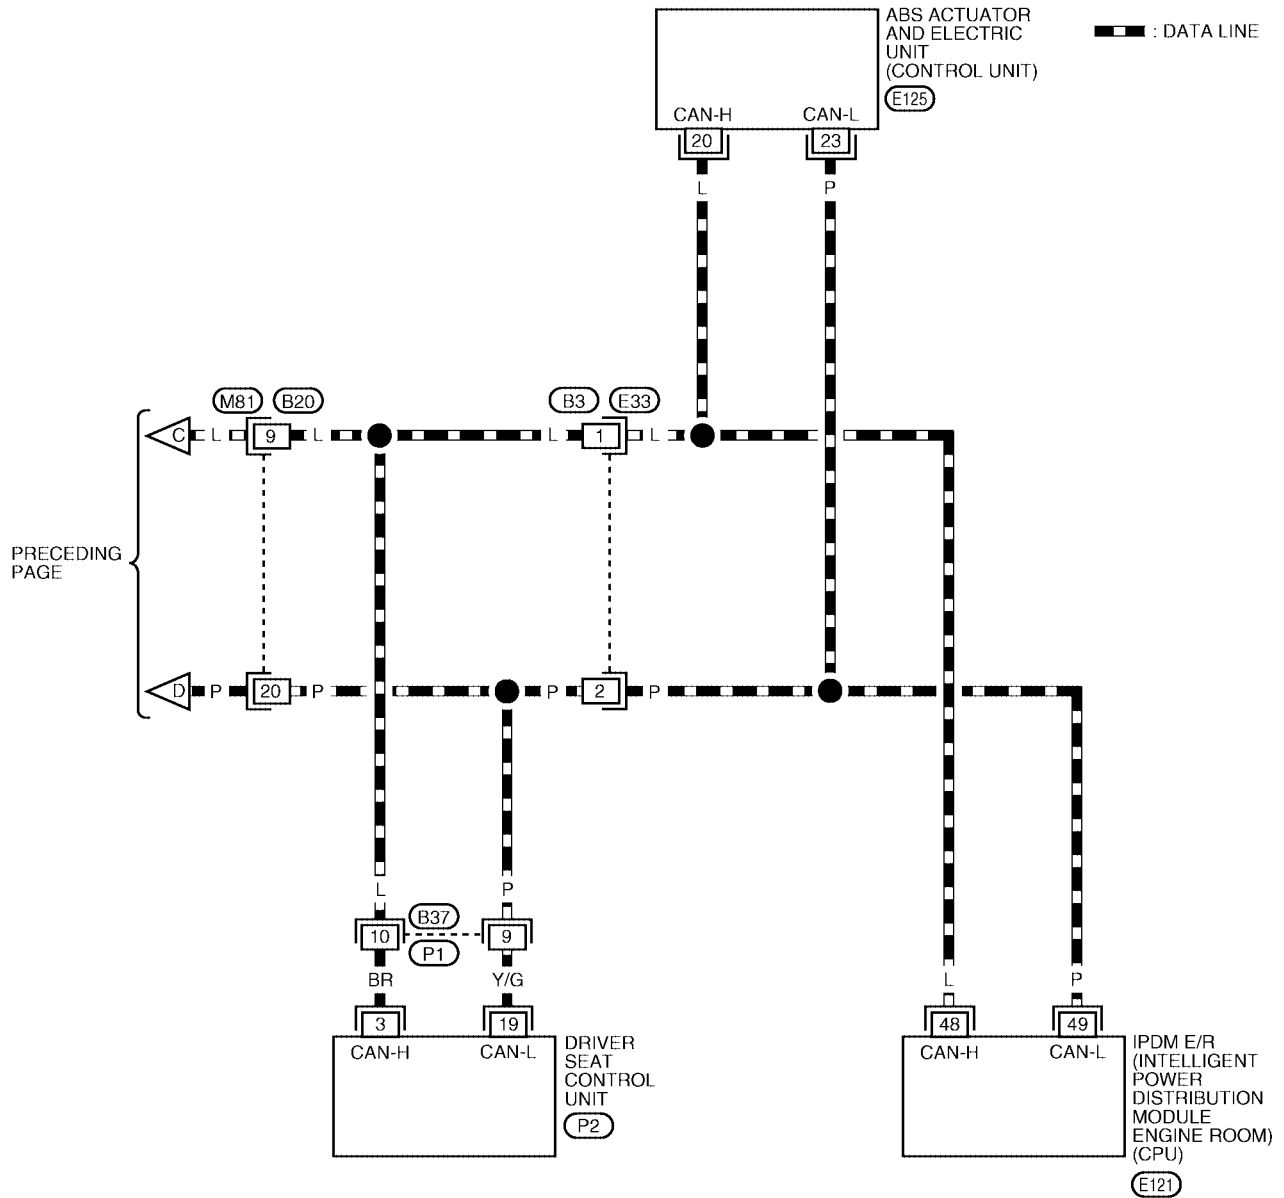 ABS ACTUATOR
AND ELECTRIC
UNIT
(CONTROL UNIT)
E125
: DATA LINE
CAN-H CAN-L
20 23
L P
M81 B20 B3 E33
C L 9 L L 1 L
PRECEDING
PAGE
D P 20 P P 2 P
L P
B37
10 9
P1
BR Y/G
L P
3 19
48 49
CAN-H CAN-L
CAN-H CAN-L
DRIVER
SEAT
CONTROL
UNIT
P2
IPDM E/R
(INTELLIGENT
POWER
DISTRIBUTION
MODULE
ENGINE ROOM)
(CPU)
E121